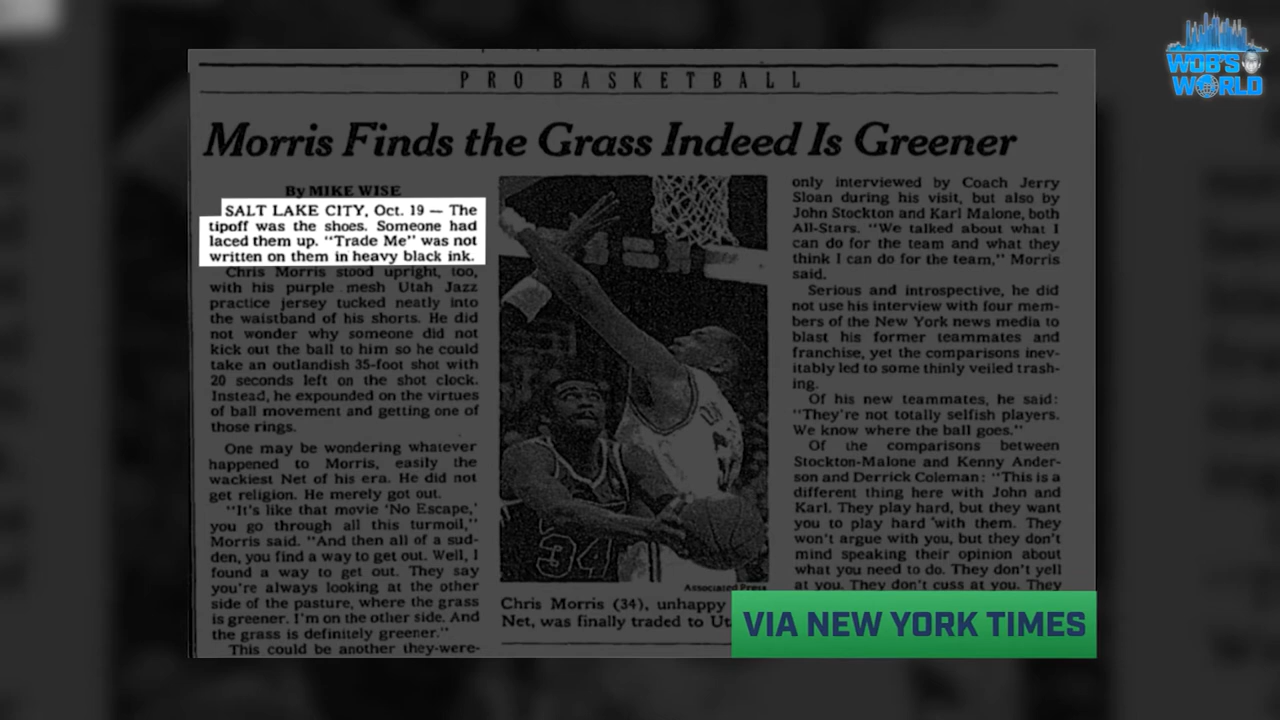 WOB'S
WORLD
PRO BASKETBALL
Morris Finds the Grass Indeed Is Greener
By MIKE WISE
SALT LAKE CITY, Oct. 19 — The
tipoff was the shoes. Someone had
laced them up. "Trade Me" was not
written on them in heavy black ink.
Chris Morris stood upright, too,
with his purple mesh Utah Jazz
practice jersey tucked neatly into
the waistband of his shorts. He did
not wonder why someone did not
kick out the ball to him so he could
take an outlandish 35-foot shot with
20 seconds left on the shot clock.
Instead, he expounded on the virtues
of ball movement and getting one of
those rings.
One may be wondering whatever
happened to Morris, easily the
wackiest Net of his era. He did not
get religion. He merely got out.
"It's like that movie 'No Escape,'
you go through all this turmoil,"
Morris said. "And then all of a sud-
den, you find a way to get out. Well, I
found a way to get out. They say
you're always looking at the other
side of the pasture, where the grass
is greener. I'm on the other side. And
the grass is definitely greener."
This could be another they-were-
34
Associated Press
Chris Morris (34), unhappy
Net, was finally traded to Ut
only interviewed by Coach Jerry
Sloan during his visit, but also by
John Stockton and Karl Malone, both
All-Stars. "We talked about what I
can do for the team and what they
think I can do for the team," Morris
said.
Serious and introspective, he did
not use his interview with four mem-
bers of the New York news media to
blast his former teammates and
franchise, yet the comparisons inev-
itably led to some thinly veiled trash-
ing.
Of his new teammates, he said:
"They're not totally selfish players.
We know where the ball goes."
Of the comparisons between
Stockton-Malone and Kenny Ander-
son and Derrick Coleman: "This is a
different thing here with John and
Karl. They play hard, but they want
you to play hard with them. They
won't argue with you, but they don't
mind speaking their opinion about
what you need to do. They don't yell
at you. They don't cuss at you. They
VIA NEW YORK TIMES